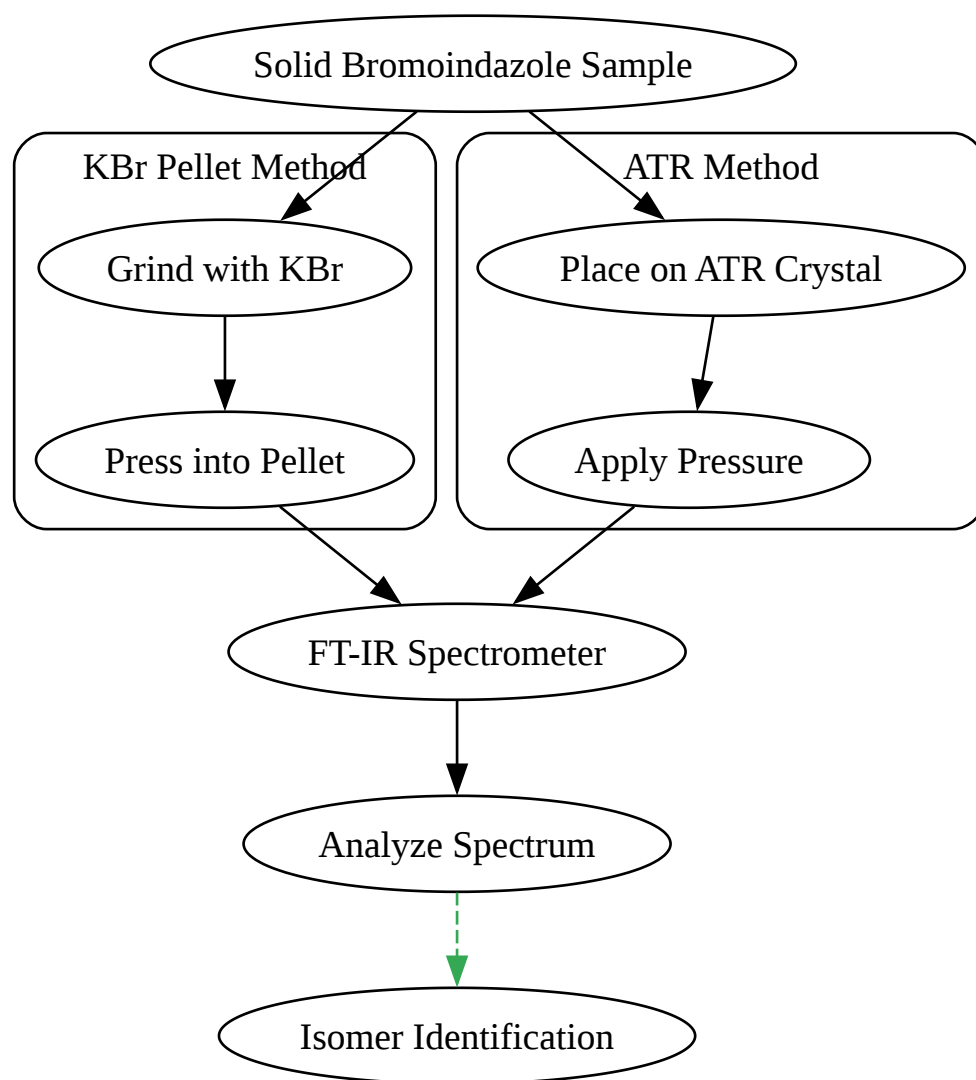 Solid Bromoindazole Sample
KBr Pellet Method
ATR Method
Grind with KBr
Place on ATR Crystal
Press into Pellet
Apply Pressure
FT-IR Spectrometer
Analyze Spectrum
Isomer Identification